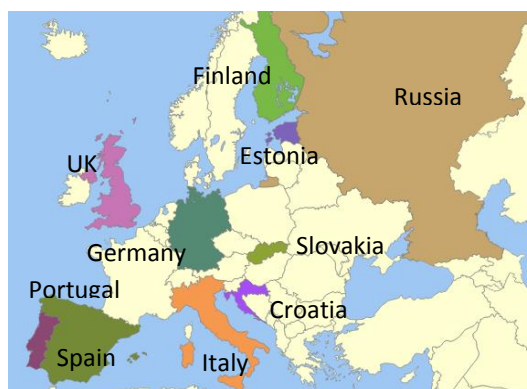 Finland
Russia
Estonia
UK
Germany
Slovakia
Portugal
Croatia
Spain
Italy